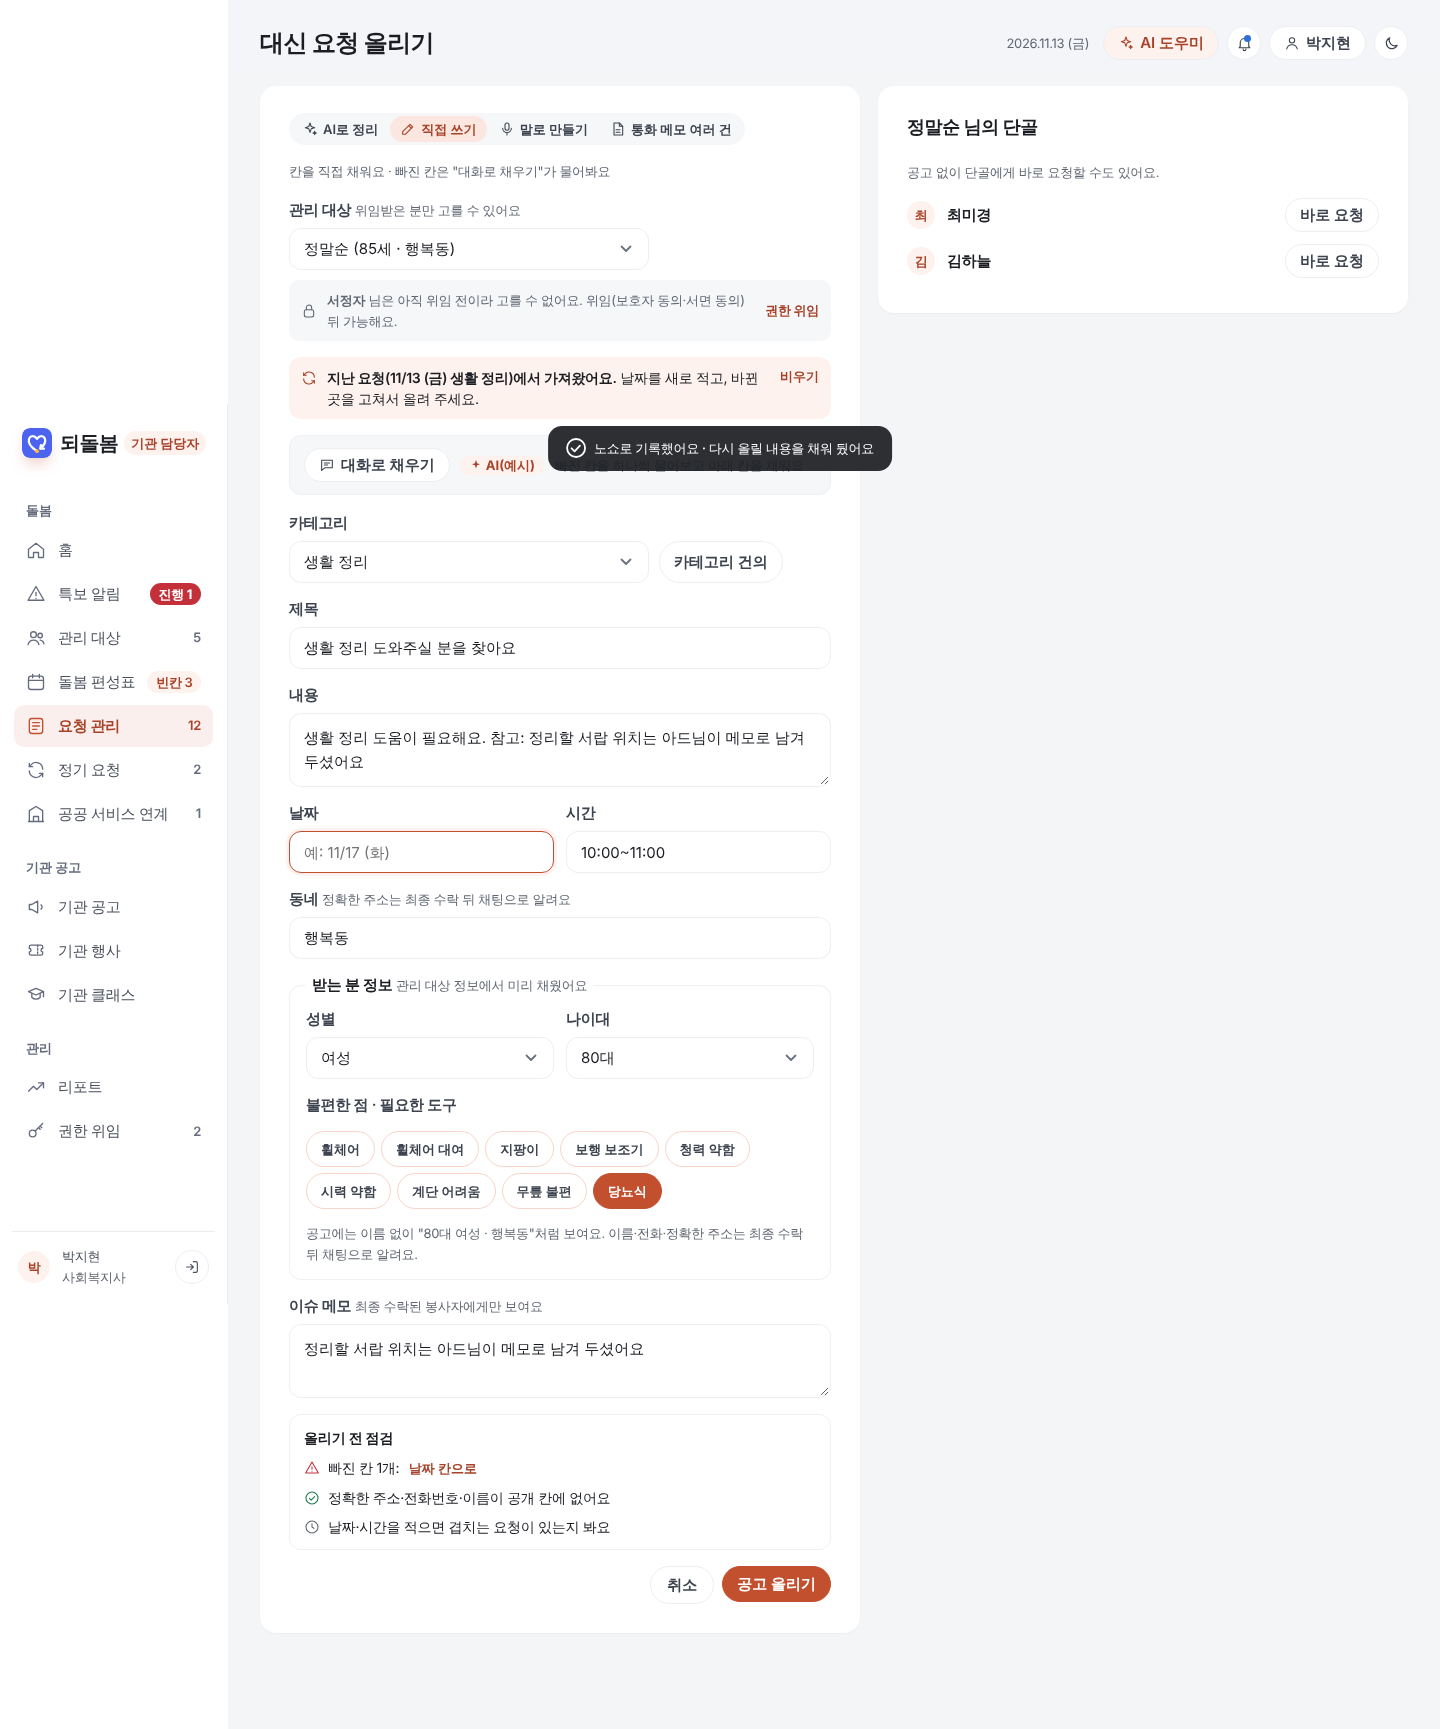 되돌봄 기관 담당자
돌봄
홈
특보 알림 진행 1
관리 대상 5
돌봄 편성표 빈칸 3
요청 관리 12
정기 요청 2
공공 서비스 연계 1
기관 공고
기관 공고
기관 행사
기관 클래스
관리
리포트
권한 위임 2
박 박지현
사회복지사
대신 요청 올리기
2026.11.13 (금) AI 도우미 박지현
AI로 정리 직접 쓰기 말로 만들기 통화 메모 여러 건
칸을 직접 채워요 · 빠진 칸은 "대화로 채우기"가 물어봐요
관리 대상 위임받은 분만 고를 수 있어요
정말순 (85세 · 행복동)
서정자 님은 아직 위임 전이라 고를 수 없어요. 위임(보호자 동의·서면 동의)
뒤 가능해요.
권한 위임
지난 요청(11/13 (금) 생활 정리)에서 가져왔어요. 날짜를 새로 적고, 바뀐
곳을 고쳐서 올려 주세요.
비우기
노쇼로 기록했어요 · 다시 올릴 내용을 채워 뒀어요
대화로 채우기 AI(예시)
카테고리
생활 정리 카테고리 건의
제목
생활 정리 도와주실 분을 찾아요
내용
생활 정리 도움이 필요해요. 참고: 정리할 서랍 위치는 아드님이 메모로 남겨
두셨어요
날짜 시간
예: 11/17 (화) 10:00~11:00
동네 정확한 주소는 최종 수락 뒤 채팅으로 알려요
행복동
받는 분 정보 관리 대상 정보에서 미리 채웠어요
성별 나이대
여성 80대
불편한 점 · 필요한 도구
휠체어 휠체어 대여 지팡이 보행 보조기 청력 약함
시력 약함 계단 어려움 무릎 불편 당뇨식
공고에는 이름 없이 "80대 여성 · 행복동"처럼 보여요. 이름·전화·정확한 주소는 최종 수락
뒤 채팅으로 알려요.
이슈 메모 최종 수락된 봉사자에게만 보여요
정리할 서랍 위치는 아드님이 메모로 남겨 두셨어요
올리기 전 점검
빠진 칸 1개: 날짜 칸으로
정확한 주소·전화번호·이름이 공개 칸에 없어요
날짜·시간을 적으면 겹치는 요청이 있는지 봐요
취소 공고 올리기
정말순 님의 단골
공고 없이 단골에게 바로 요청할 수도 있어요.
최 최미경 바로 요청
김 김하늘 바로 요청